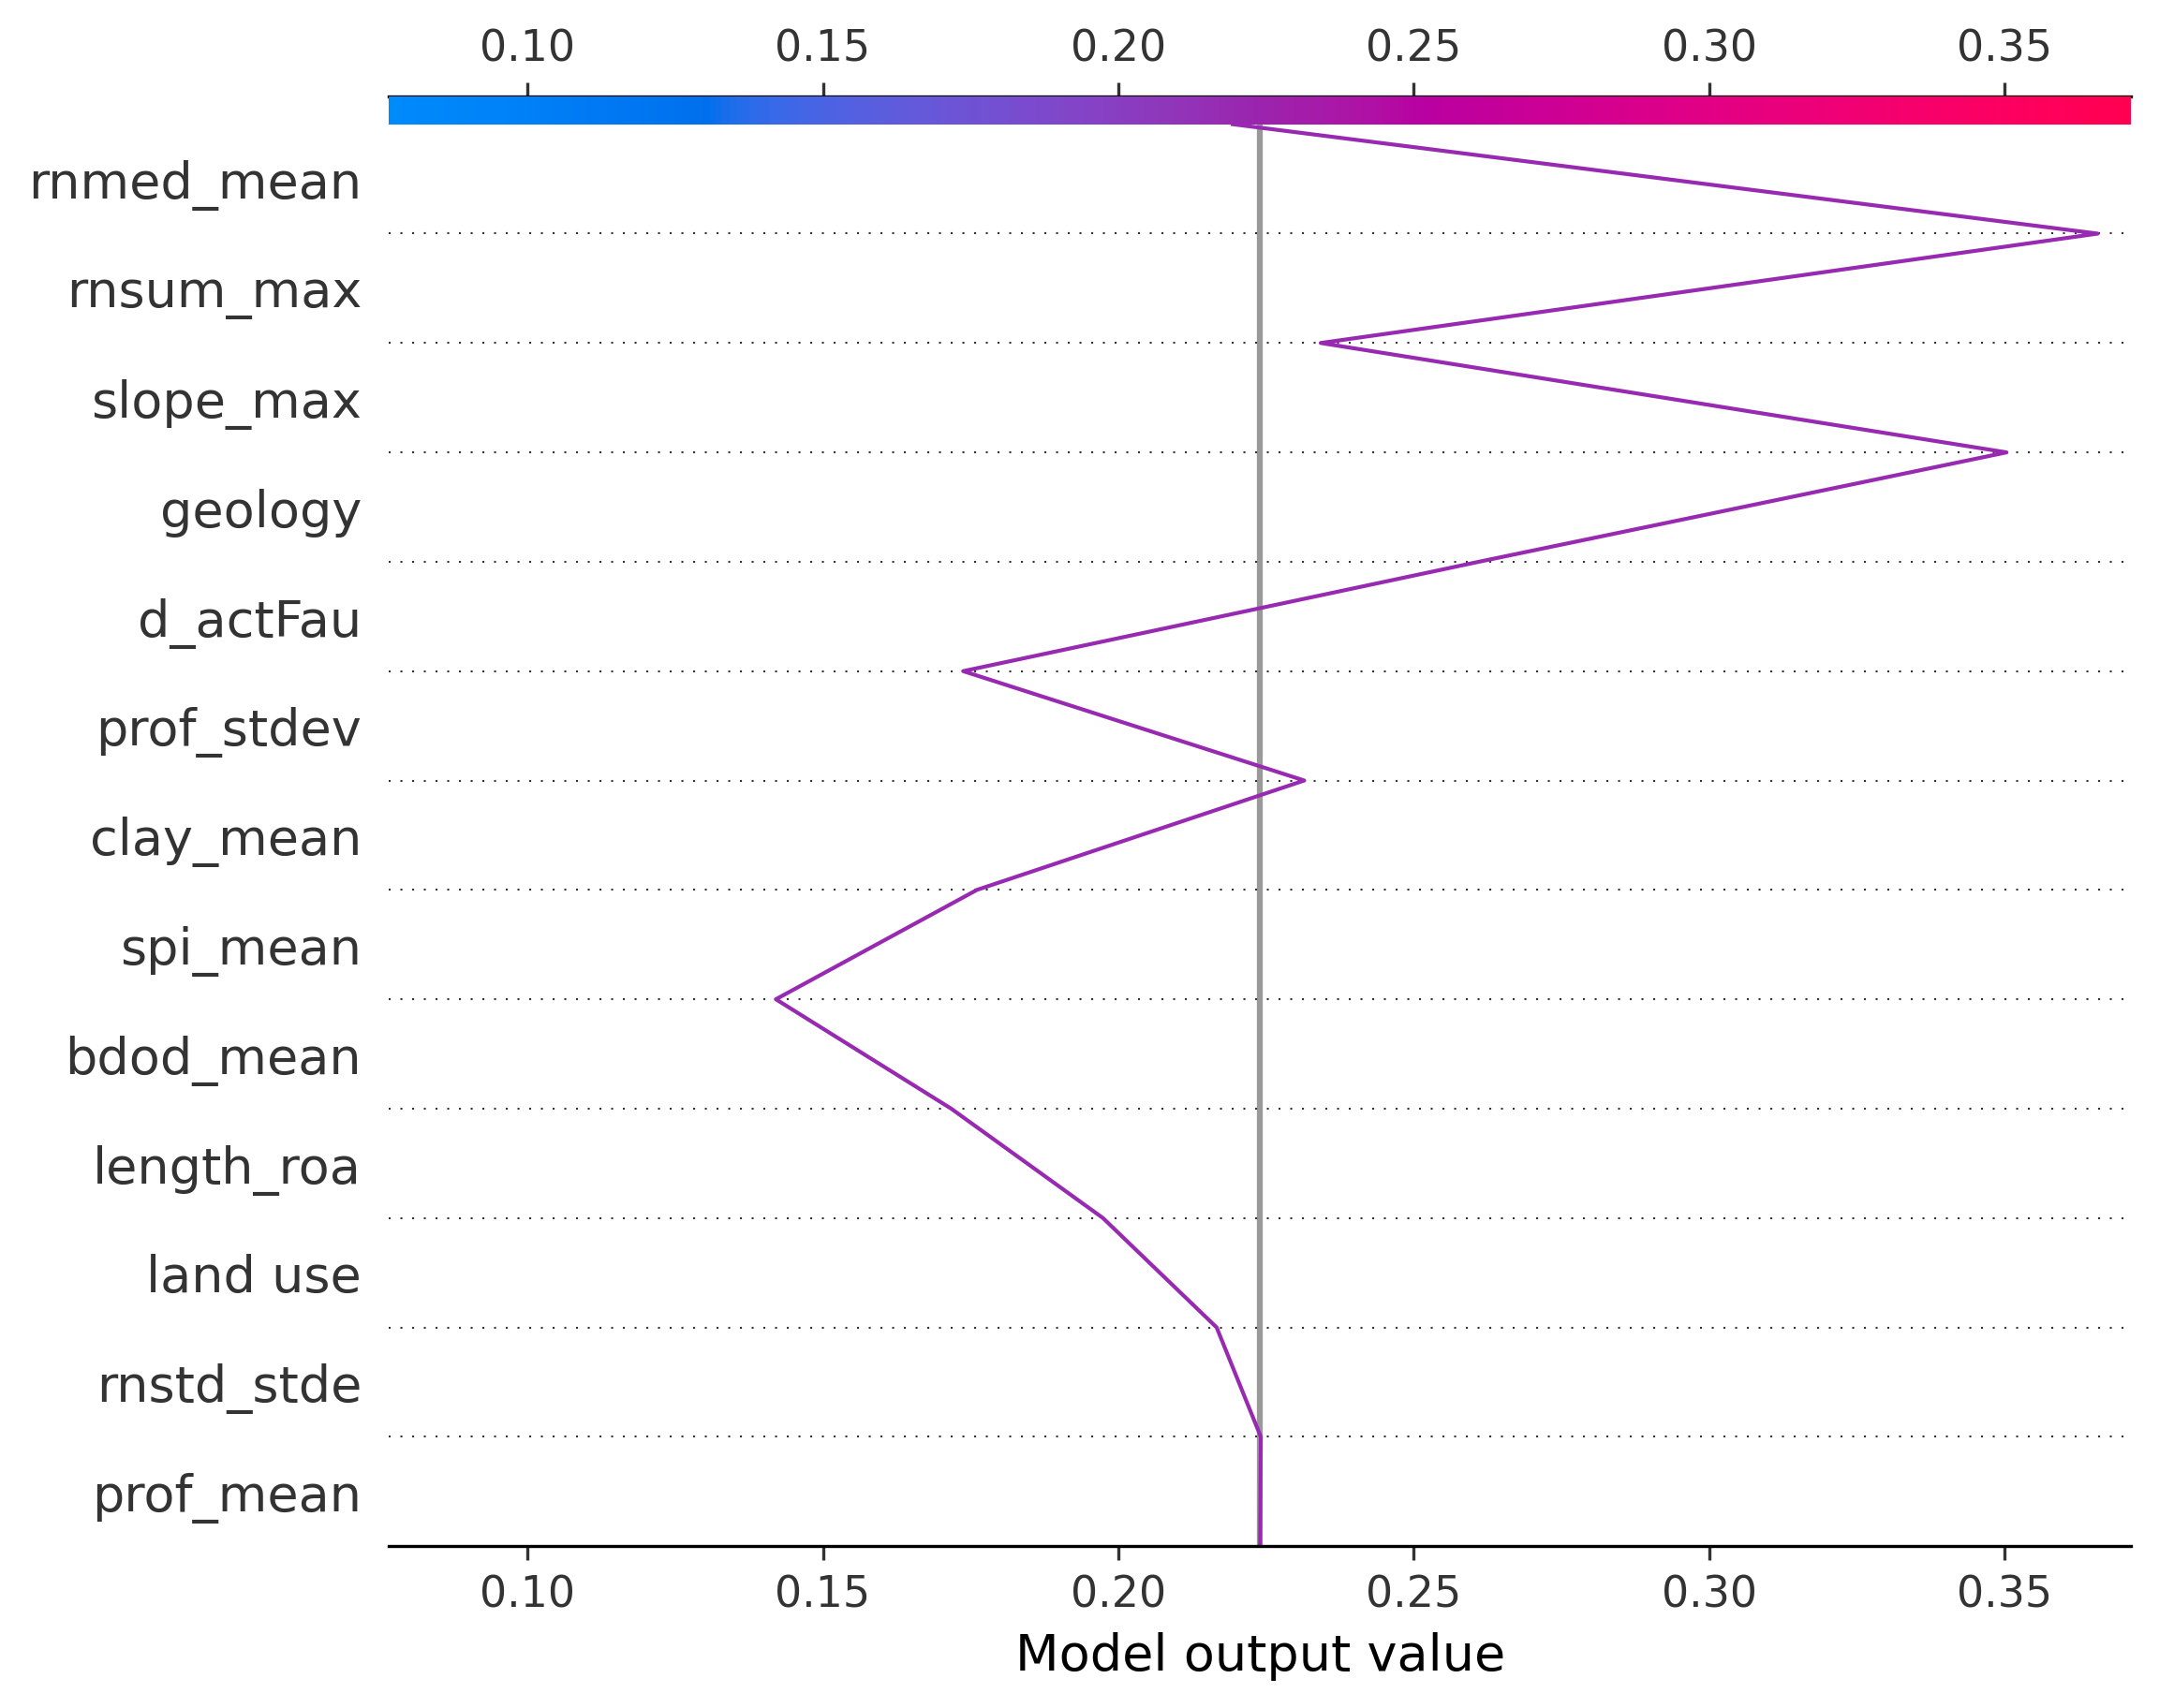 0.10 0.15 0.20 0.25 0.30 0.35
rnmed_mean
rnsum_max
slope_max
geology
d_actFau
prof_stdev
clay_mean
spi_mean
bdod_mean
length_roa
land use
rnstd_stde
prof_mean
0.10 0.15 0.20 0.25 0.30 0.35
Model output value